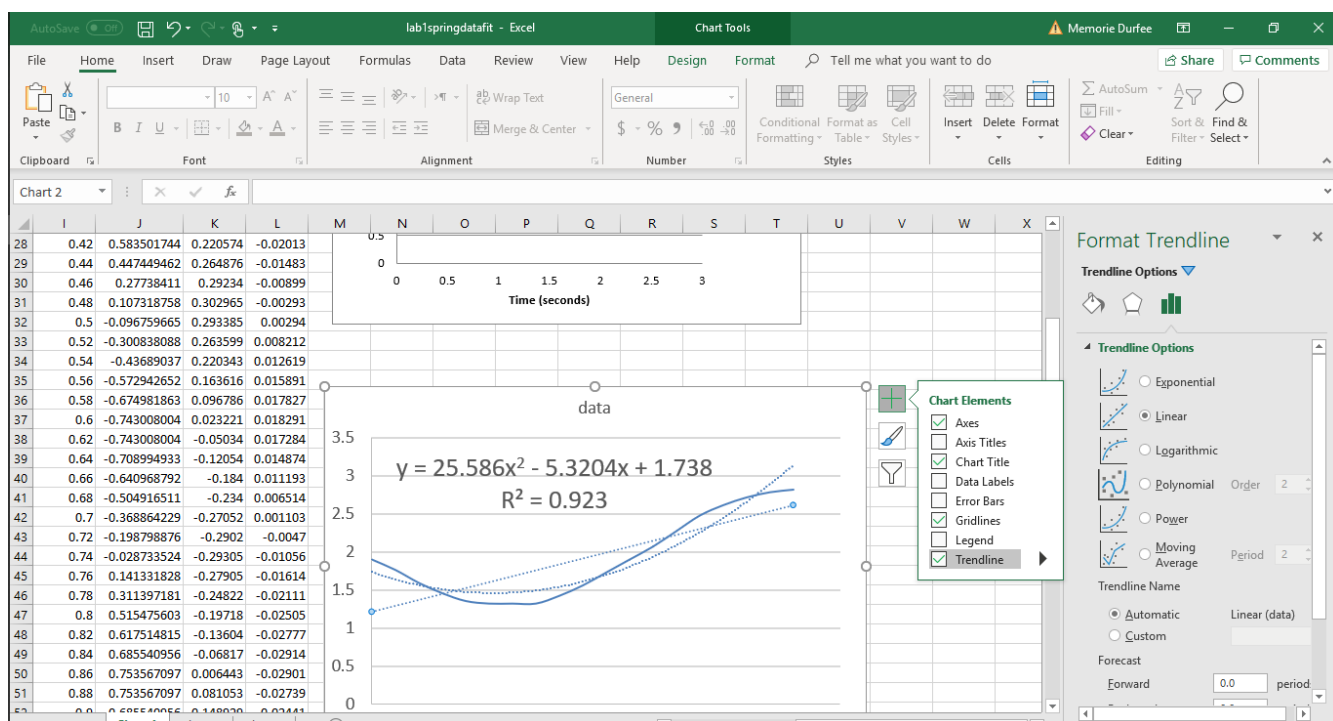 AutoSave Off lab1springdatafit - Excel Chart Tools Memorie Durfee
File Home Insert Draw Page Layout Formulas Data Review View Help Design Format Tell me what you want to do Share Comments
Paste
10 A^ A˅
B I U A
Wrap Text
Merge & Center
General
$ % 9
Conditional Formatting
Format as Table
Cell Styles
Insert Delete Format
AutoSum
Fill
Clear
Sort & Filter
Find & Select
Clipboard Font Alignment Number Styles Cells Editing
Chart 2 fx
I J K L M N O P Q R S T U V W X
28 0.42 0.583501744 0.220574 -0.02013
29 0.44 0.447449462 0.264876 -0.01483
30 0.46 0.27738411 0.29234 -0.00899
31 0.48 0.107318758 0.302965 -0.00293
32 0.5 -0.096759665 0.293385 0.00294
33 0.52 -0.300838088 0.263599 0.008212
34 0.54 -0.43689037 0.220343 0.012619
35 0.56 -0.572942652 0.163616 0.015891
36 0.58 -0.674981863 0.096786 0.017827
37 0.6 -0.743008004 0.023221 0.018291
38 0.62 -0.743008004 -0.05034 0.017284
39 0.64 -0.708994933 -0.12054 0.014874
40 0.66 -0.640968792 -0.184 0.011193
41 0.68 -0.504916511 -0.234 0.006514
42 0.7 -0.368864229 -0.27052 0.001103
43 0.72 -0.198798876 -0.2902 -0.0047
44 0.74 -0.028733524 -0.29305 -0.01056
45 0.76 0.141331828 -0.27905 -0.01614
46 0.78 0.311397181 -0.24822 -0.02111
47 0.8 0.515475603 -0.19718 -0.02505
48 0.82 0.617514815 -0.13604 -0.02777
49 0.84 0.685540956 -0.06817 -0.02914
50 0.86 0.753567097 0.006443 -0.02901
51 0.88 0.753567097 0.081053 -0.02739
0.5
0
0 0.5 1 1.5 2 2.5 3
Time (seconds)
data
y = 25.586x² - 5.3204x + 1.738
R² = 0.923
3.5
3
2.5
2
1.5
1
0.5
0
Chart Elements
Axes
Axis Titles
Chart Title
Data Labels
Error Bars
Gridlines
Legend
Trendline
Format Trendline
Trendline Options
Trendline Options
Exponential
Linear
Logarithmic
Polynomial Order 2
Power
Moving Average Period 2
Trendline Name
Automatic Linear (data)
Custom
Forecast
Forward 0.0 period